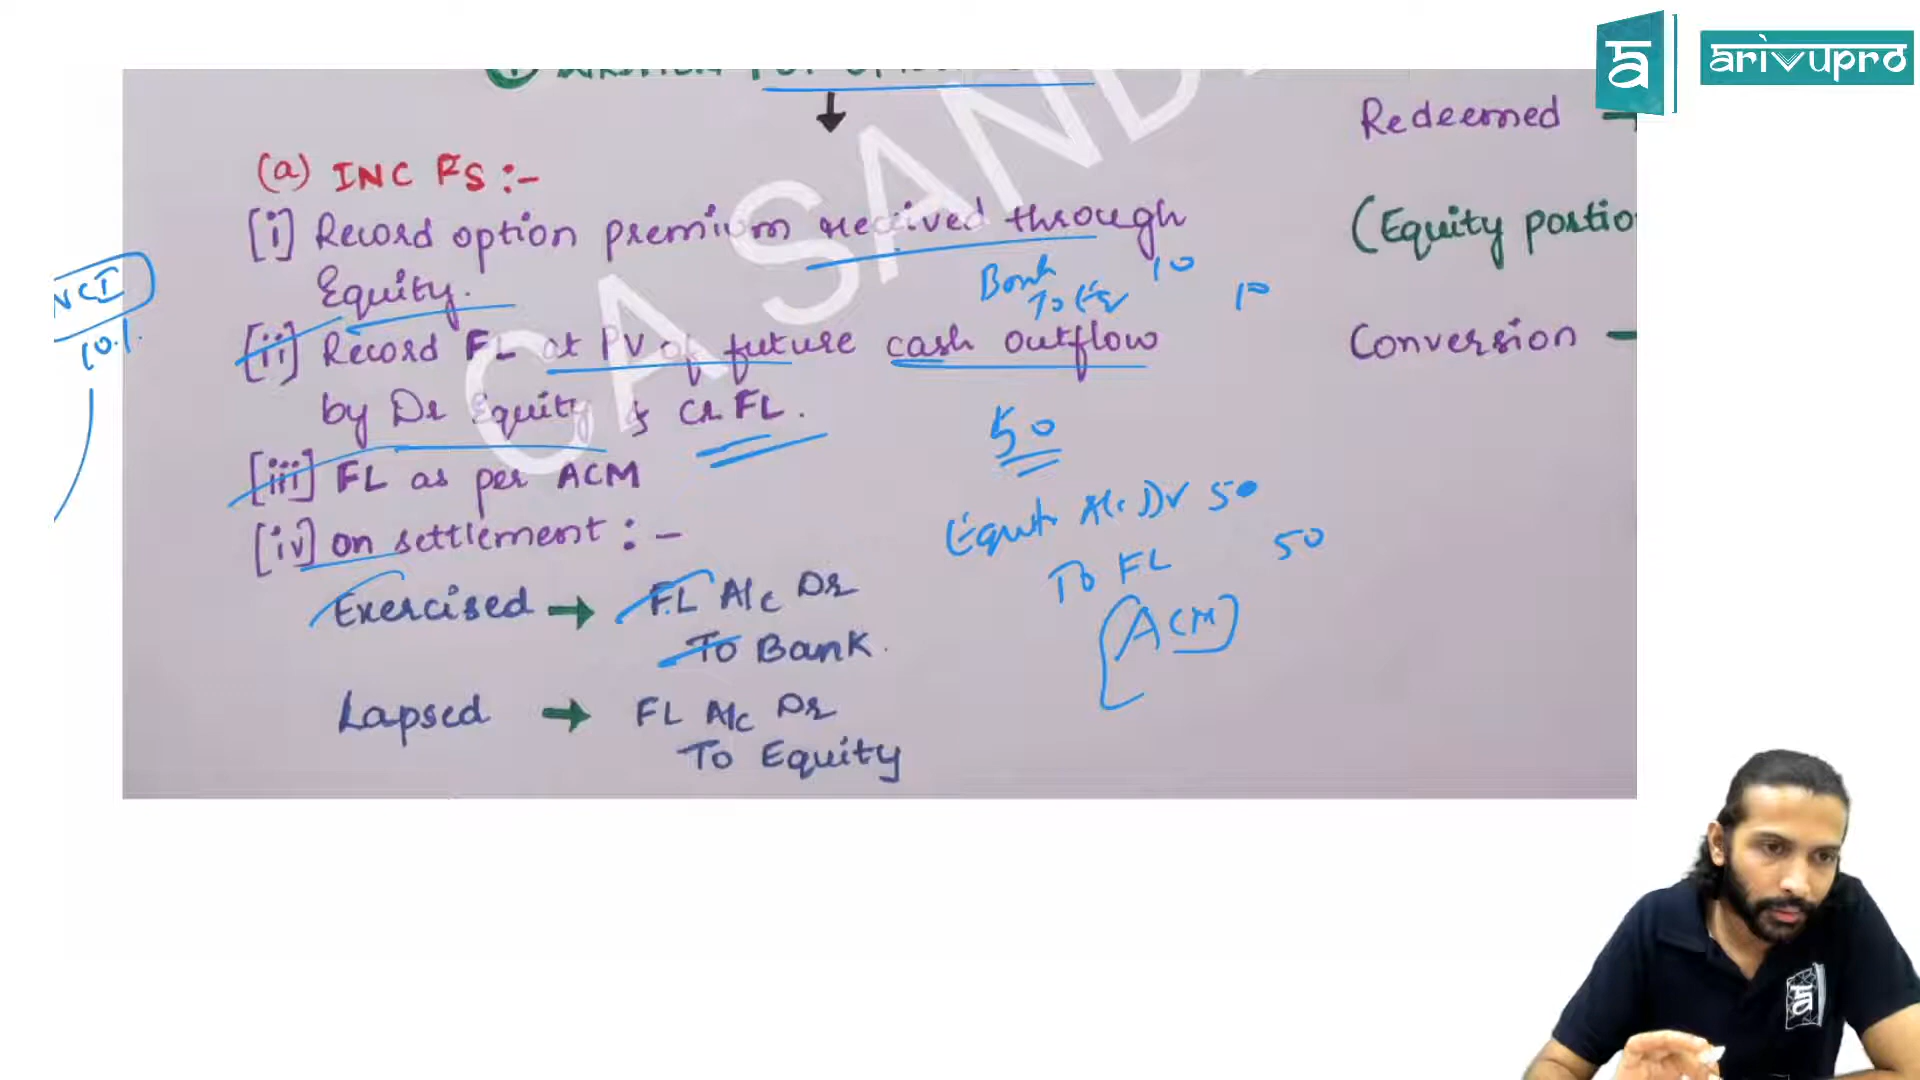 arivupro
(a) INC FS :-
[i] Record option premium received through
Equity.
[ii] Record FL at PV of future cash outflow
by Dr Equity & Cr FL.
[iii] FL as per ACM
[iv] on settlement : -
Exercised → FL A/c Dr
To Bank.
Lapsed → FL A/c Dr
To Equity
Redeemed
(Equity portio
Conversion
NCI
10%
Bank 10
To Eq 10
50
Equity A/c Dr 50
To FL 50
ACM
CA SAND